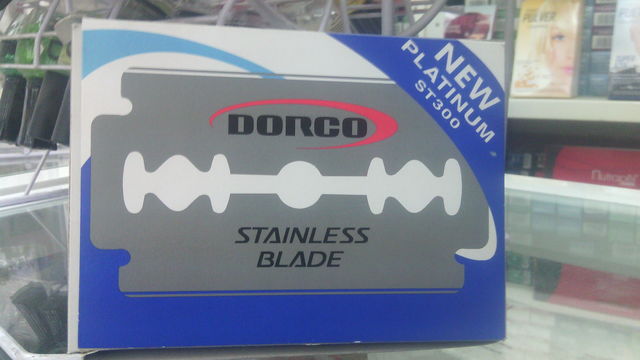 NEW
PLATINUM
ST300
DORCO
STAINLESS
BLADE